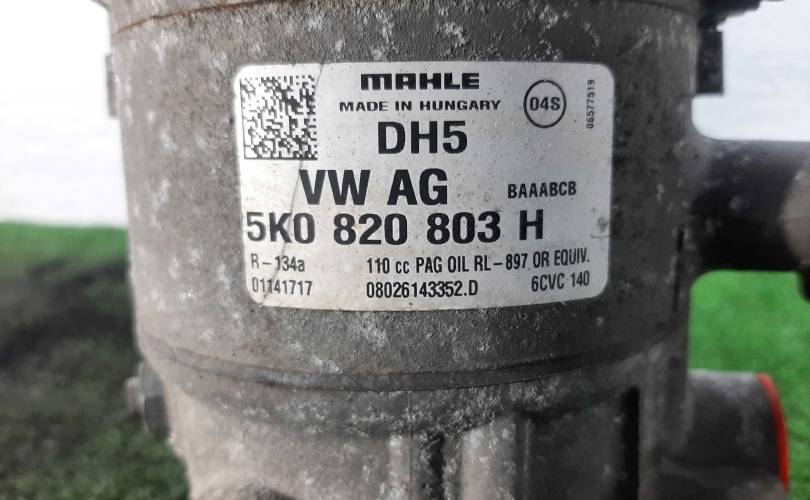 MAHLE
MADE IN HUNGARY
04S
06577519
DH5
VW AG BAAABCB
5K0 820 803 H
R-134a 110 cc PAG OIL RL-897 OR EQUIV.
01141717 08026143352.D 6CVC 140